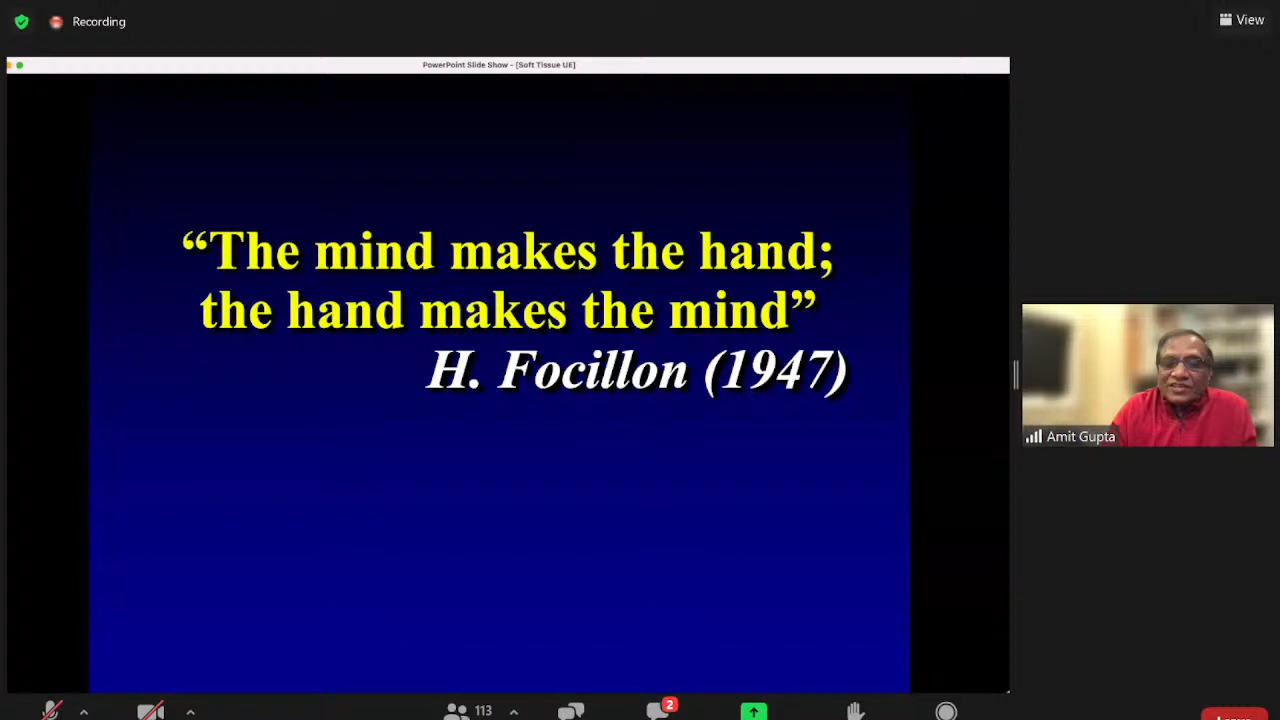 Recording
View
PowerPoint Slide Show - [Soft Tissue UE]
“The mind makes the hand;
the hand makes the mind”
H. Focillon (1947)
Amit Gupta
113
2